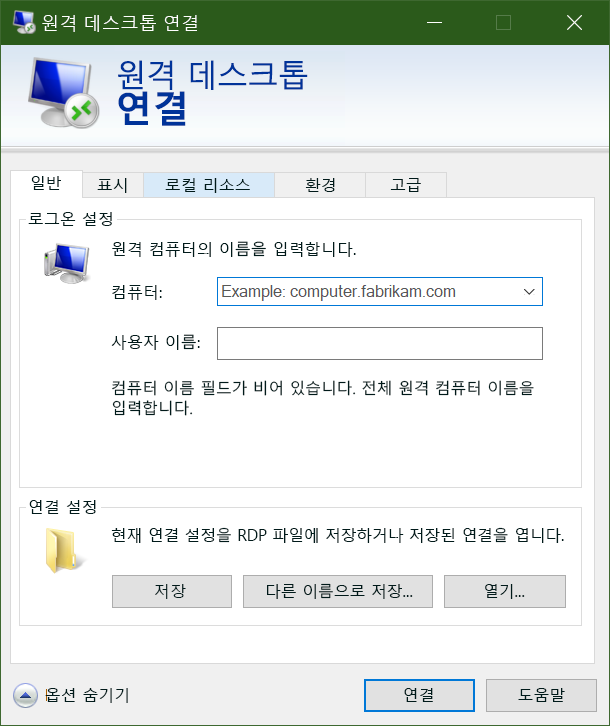 원격 데스크톱 연결
원격 데스크톱
연결
일반 표시 로컬 리소스 환경 고급
로그온 설정
원격 컴퓨터의 이름을 입력합니다.
컴퓨터: Example: computer.fabrikam.com
사용자 이름:
컴퓨터 이름 필드가 비어 있습니다. 전체 원격 컴퓨터 이름을
입력합니다.
연결 설정
현재 연결 설정을 RDP 파일에 저장하거나 저장된 연결을 엽니다.
저장 다른 이름으로 저장... 열기...
옵션 숨기기 연결 도움말